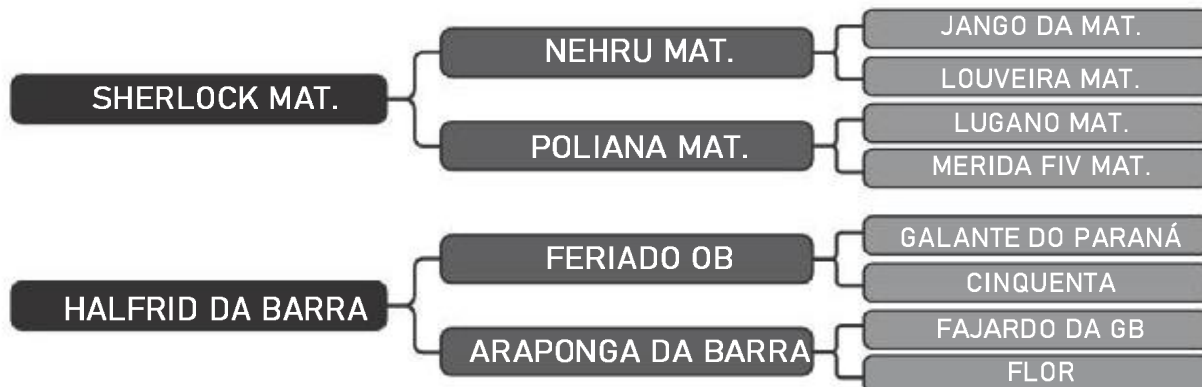 JANGO DA MAT.
NEHRU MAT.
LOUVEIRA MAT.
SHERLOCK MAT.
LUGANO MAT.
POLIANA MAT.
MERIDA FIV MAT.
GALANTE DO PARANÁ
FERIADO OB
CINQUENTA
HALFRID DA BARRA
FAJARDO DA GB
ARAPONGA DA BARRA
FLOR